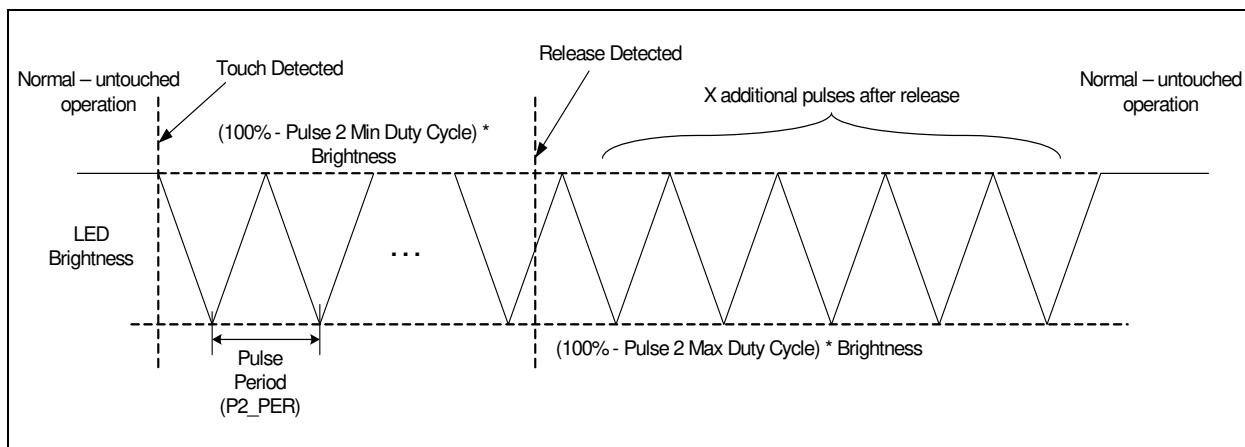 Normal – untouched
operation
Touch Detected
Release Detected
X additional pulses after release
Normal – untouched
operation
(100% - Pulse 2 Min Duty Cycle) *
Brightness
LED
Brightness
...
(100% - Pulse 2 Max Duty Cycle) * Brightness
Pulse
Period
(P2_PER)